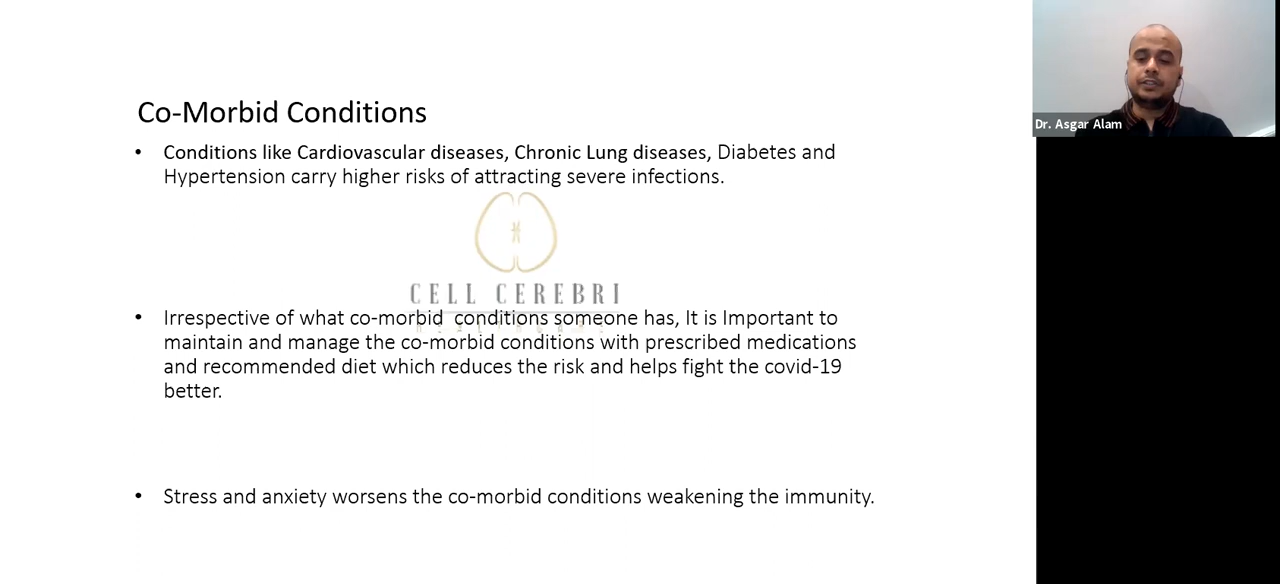 Co-Morbid Conditions
• Conditions like Cardiovascular diseases, Chronic Lung diseases, Diabetes and
Hypertension carry higher risks of attracting severe infections.
CELL CEREBRI
• Irrespective of what co-morbid conditions someone has, It is Important to
maintain and manage the co-morbid conditions with prescribed medications
and recommended diet which reduces the risk and helps fight the covid-19
better.
• Stress and anxiety worsens the co-morbid conditions weakening the immunity.
Dr. Asgar Alam